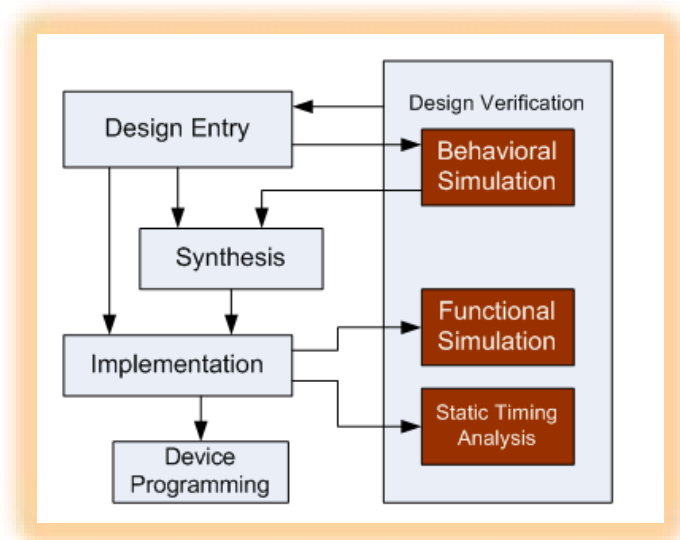 Design Entry
Design Verification
Behavioral
Simulation
Synthesis
Functional
Simulation
Implementation
Static Timing
Analysis
Device
Programming